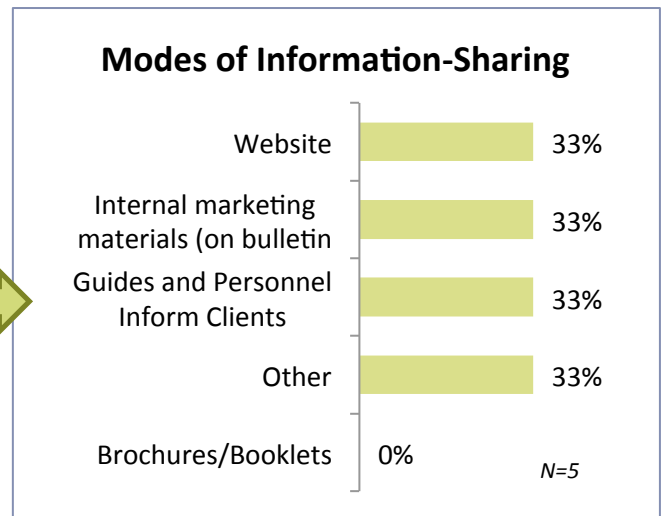 Modes of Information-Sharing
Website
33%
Internal marketing
materials (on bulletin
33%
Guides and Personnel
Inform Clients
33%
Other
33%
Brochures/Booklets
0%
N=5